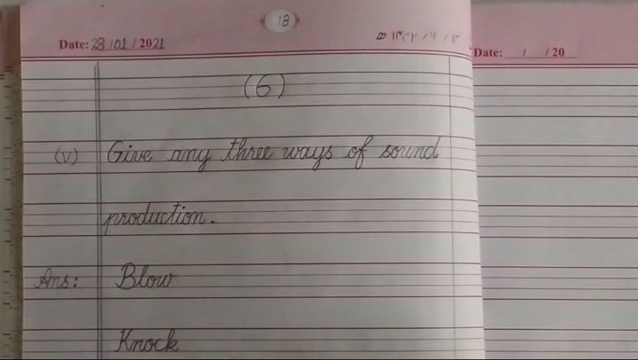 18
Date: 28/01/2021
Date: / /20
(6)
(v) Give any three ways of sound
production.
Ans: Blow
Knock